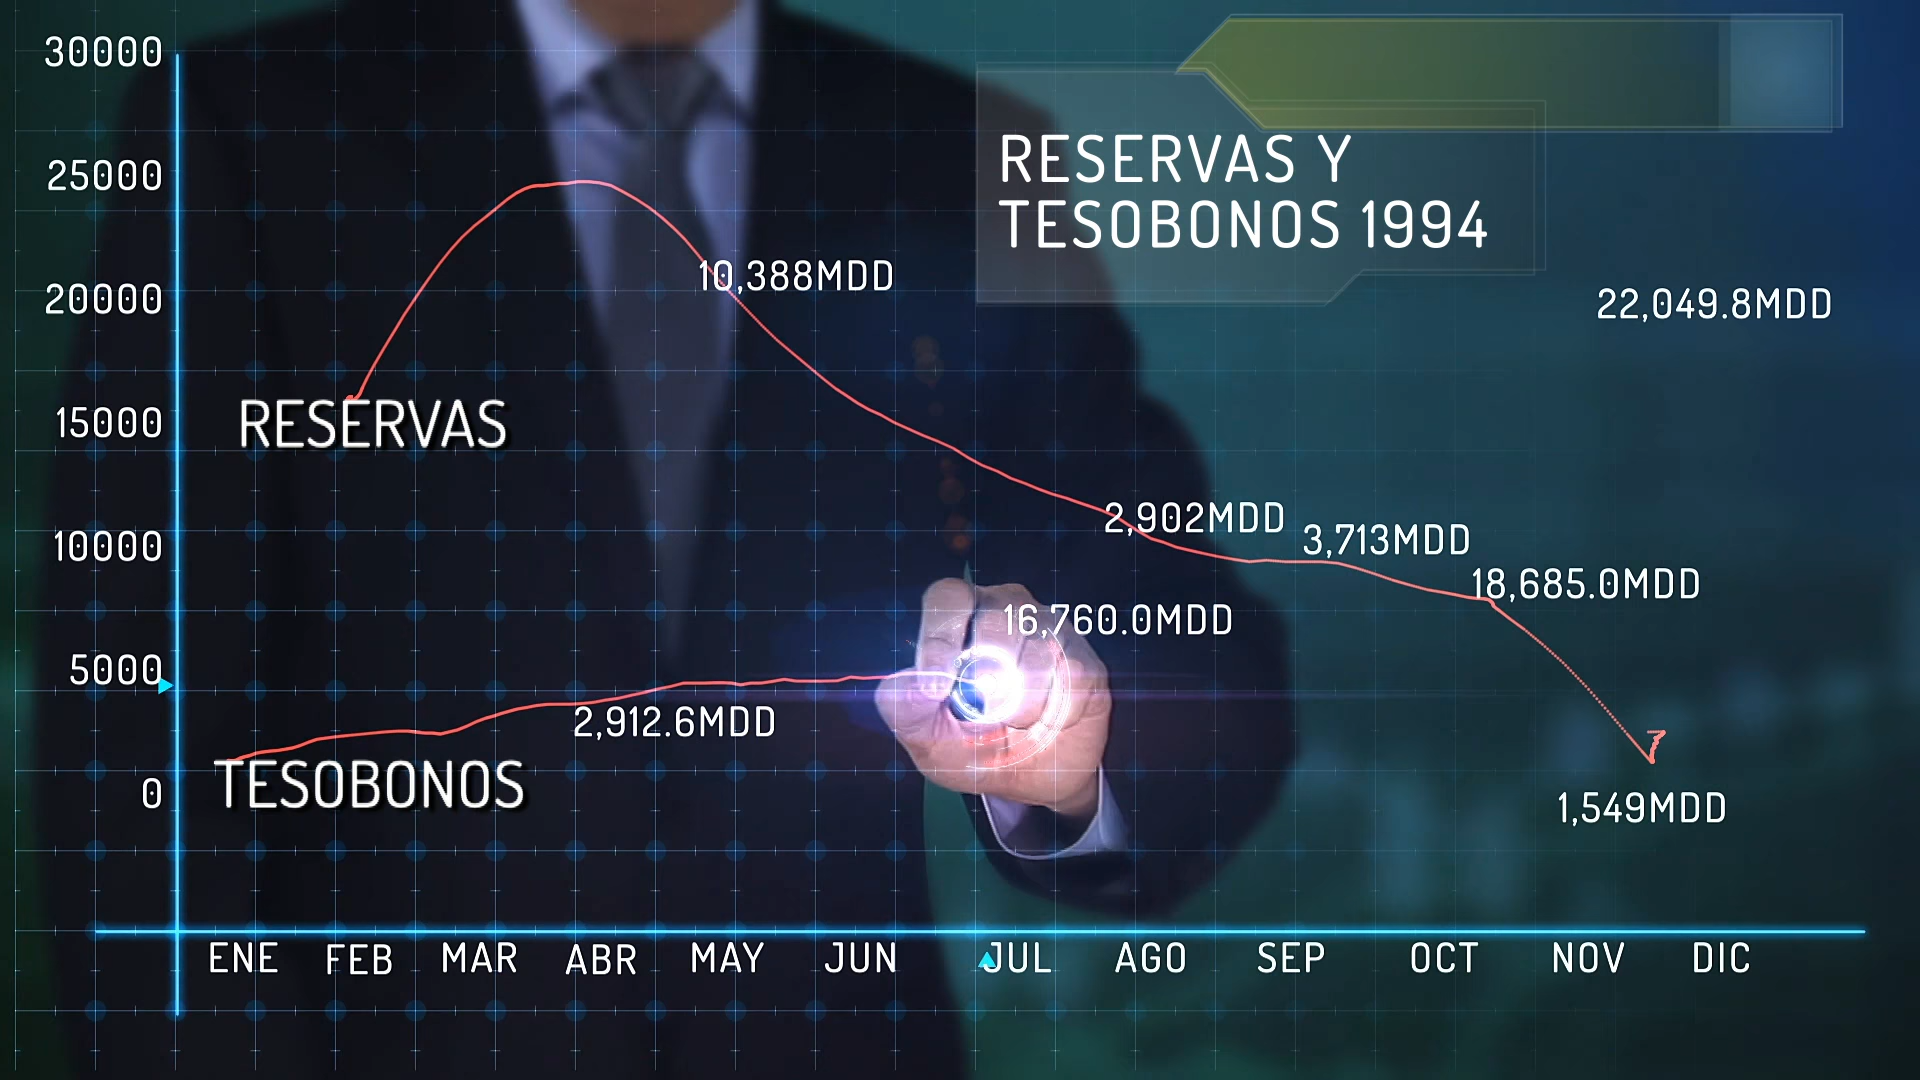 30000
25000
20000
15000
10000
5000
0
RESERVAS Y
TESOBONOS 1994
10,388MDD
22,049.8MDD
RESERVAS
2,902MDD
3,713MDD
18,685.0MDD
16,760.0MDD
2,912.6MDD
TESOBONOS
1,549MDD
ENE FEB MAR ABR MAY JUN JUL AGO SEP OCT NOV DIC